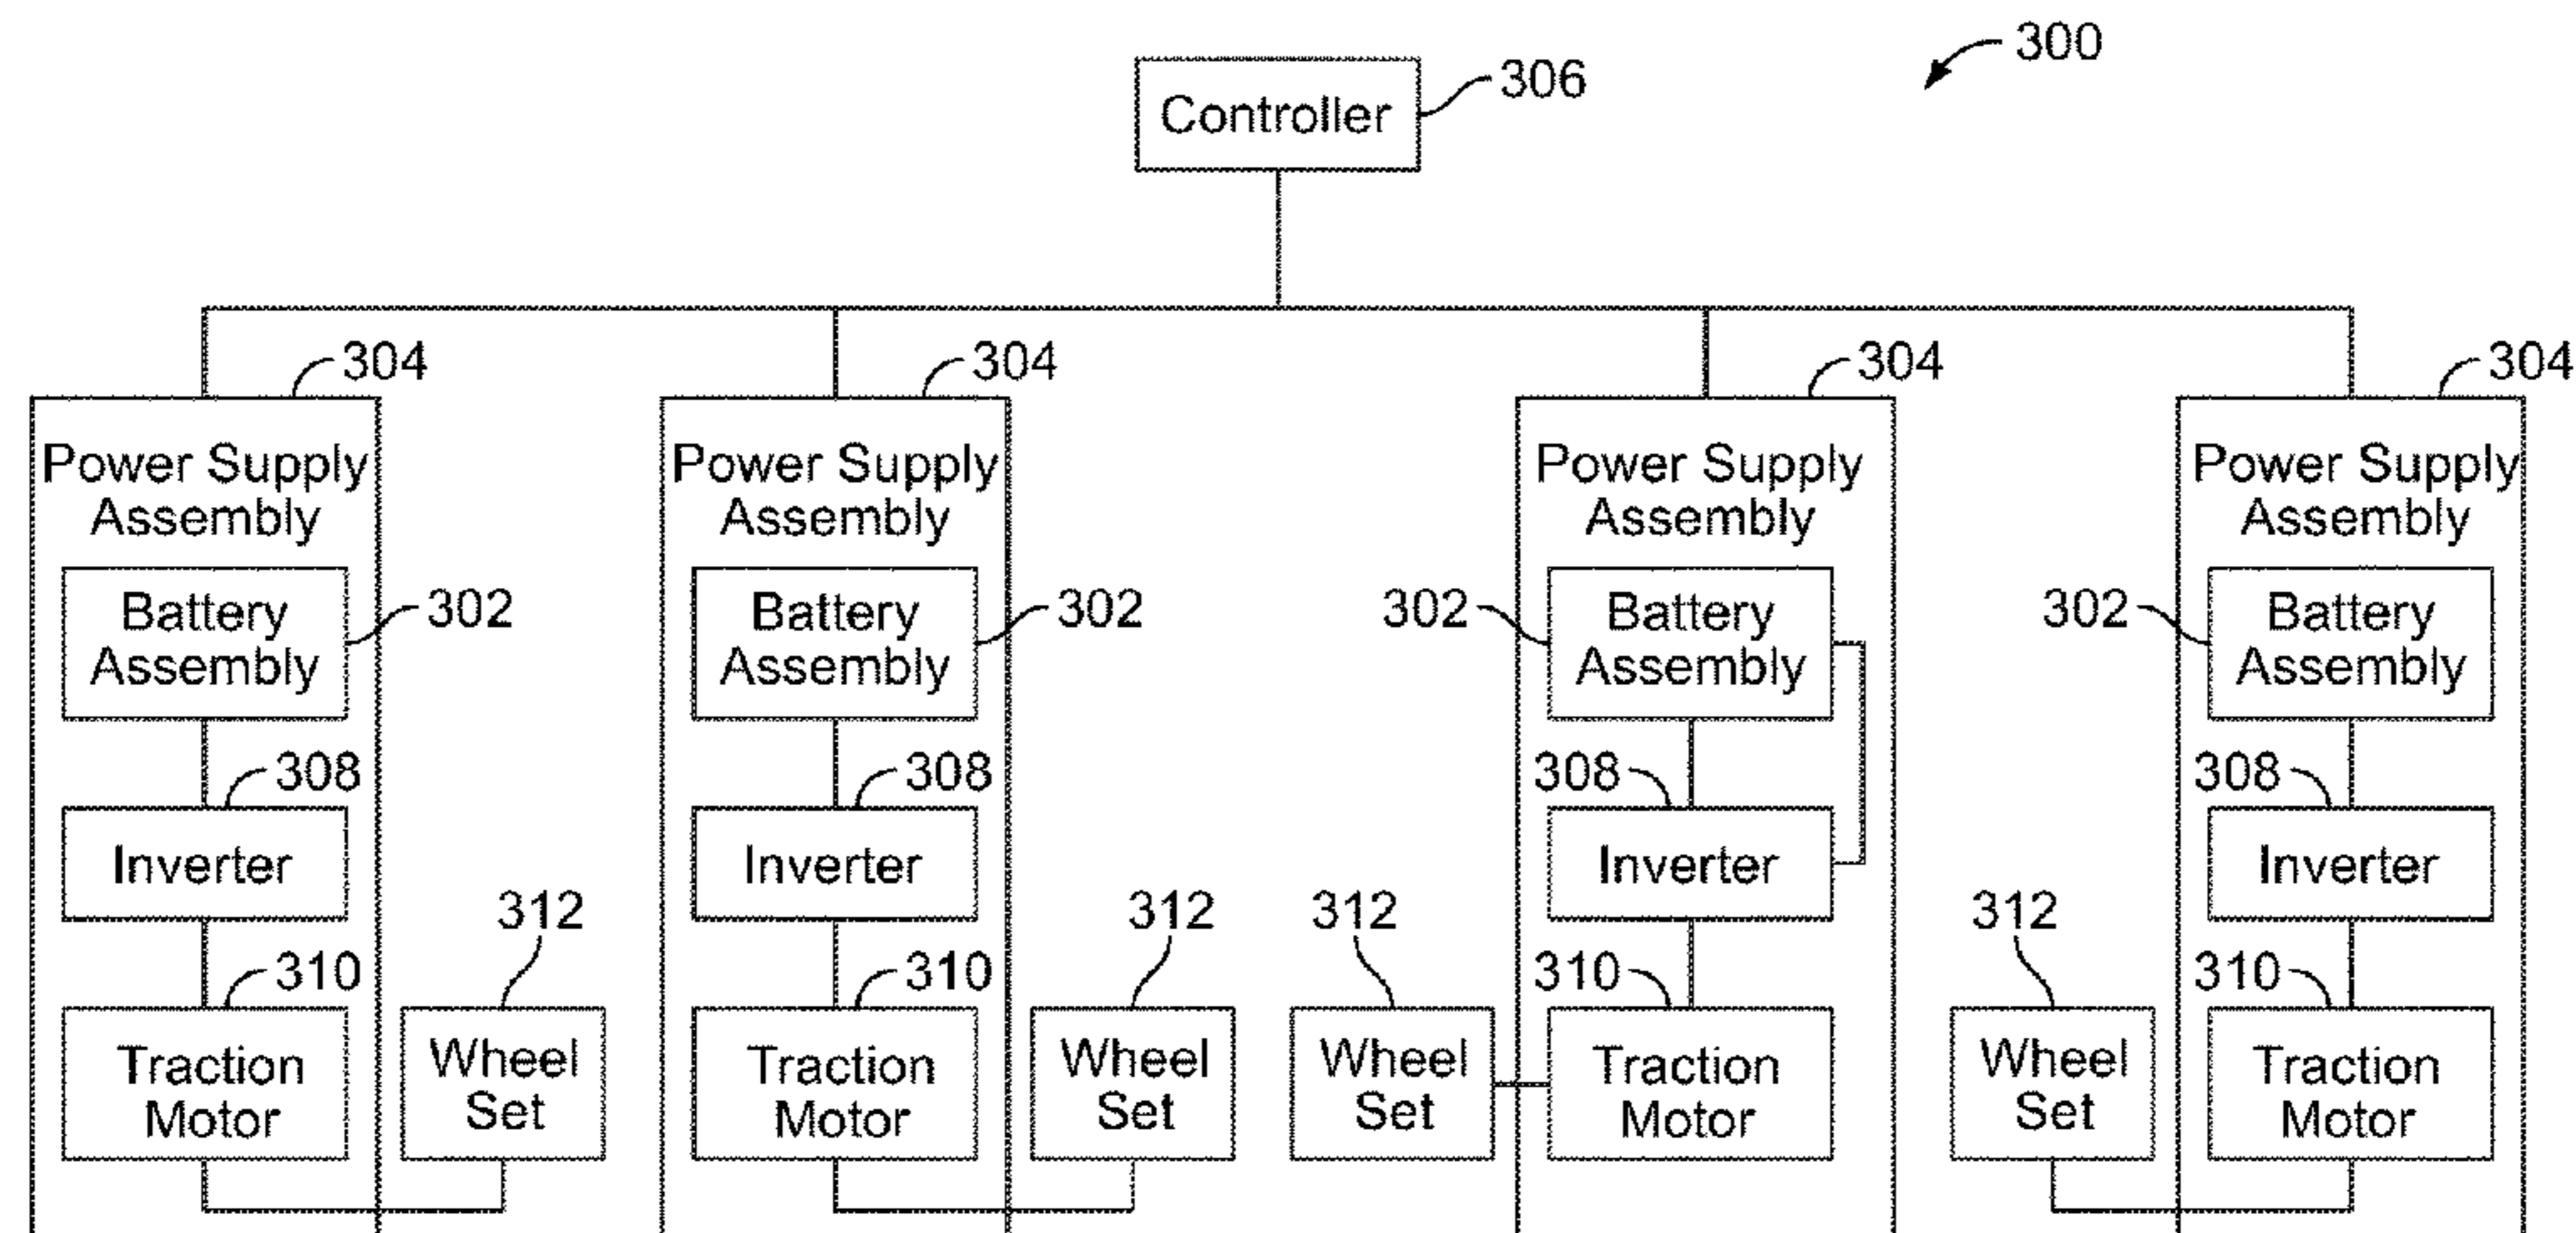 300
Controller
306
304
304
304
304
Power Supply
Assembly
Power Supply
Assembly
Power Supply
Assembly
Power Supply
Assembly
Battery
Assembly
302
Battery
Assembly
302
302
Battery
Assembly
302
Battery
Assembly
308
308
308
308
Inverter
Inverter
Inverter
Inverter
312
312
312
312
310
310
310
310
Traction
Motor
Wheel
Set
Traction
Motor
Wheel
Set
Wheel
Set
Traction
Motor
Wheel
Set
Traction
Motor